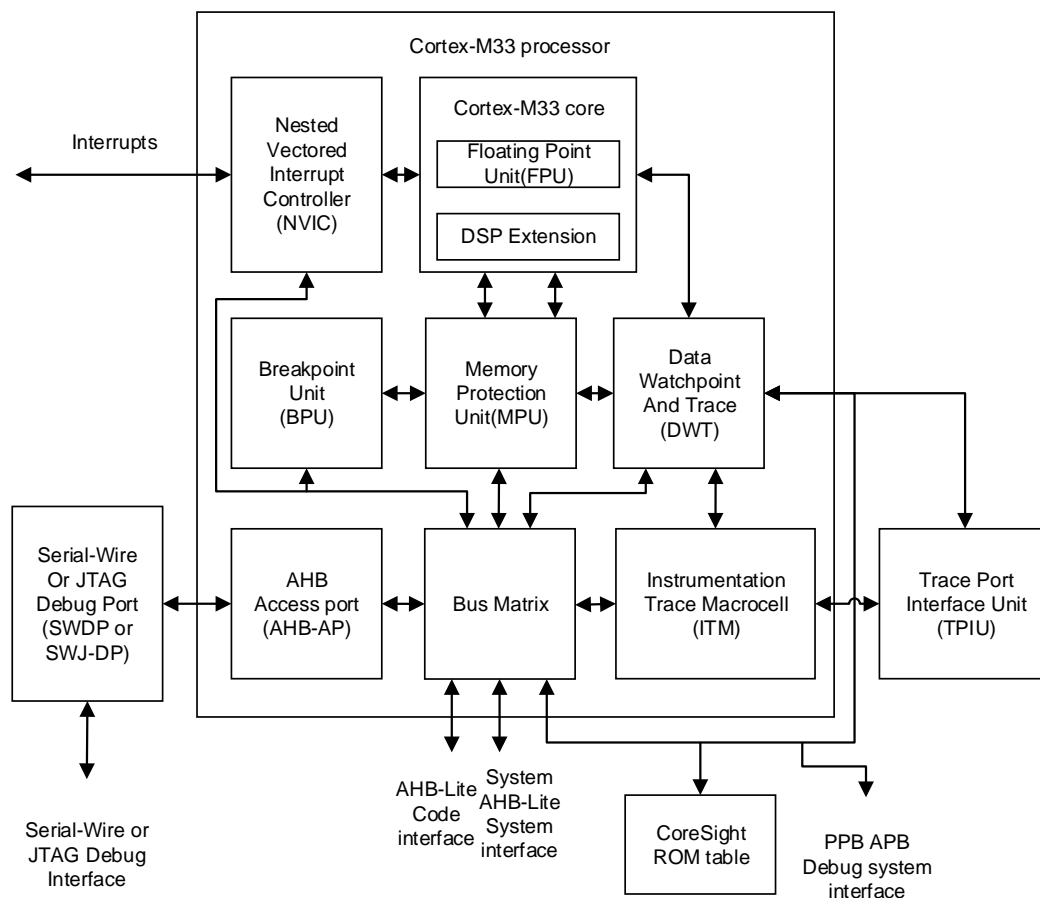 Cortex-M33 processor
Interrupts
Nested
Vectored
Interrupt
Controller
(NVIC)
Cortex-M33 core
Floating Point
Unit(FPU)
DSP Extension
Breakpoint
Unit
(BPU)
Memory
Protection
Unit(MPU)
Data
Watchpoint
And Trace
(DWT)
Serial-Wire
Or JTAG
Debug Port
(SWDP or
SWJ-DP)
AHB
Access port
(AHB-AP)
Bus Matrix
Instrumentation
Trace Macrocell
(ITM)
Trace Port
Interface Unit
(TPIU)
Serial-Wire or
JTAG Debug
Interface
AHB-Lite
Code
interface
System
AHB-Lite
System
interface
CoreSight
ROM table
PPB APB
Debug system
interface